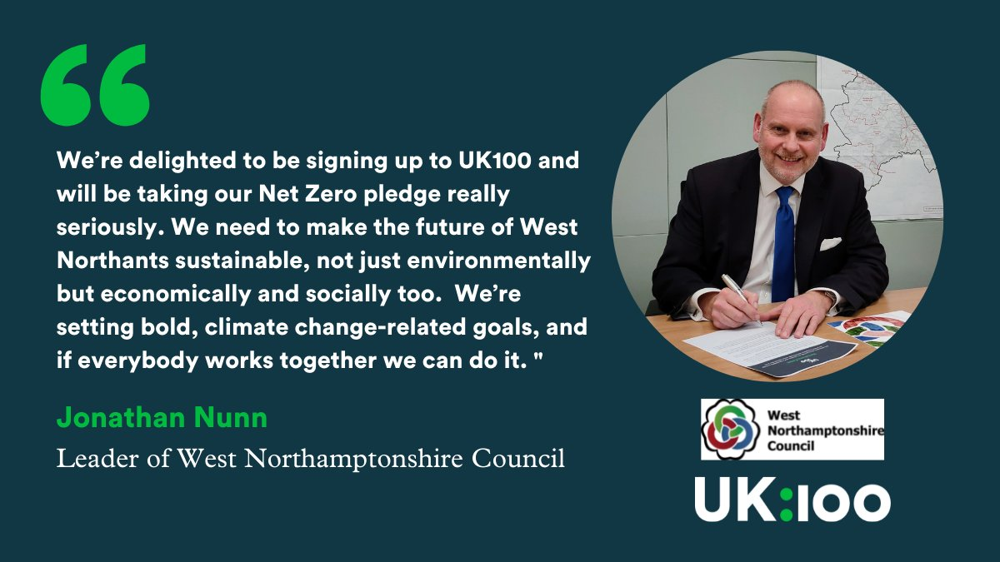 “
We’re delighted to be signing up to UK100 and
will be taking our Net Zero pledge really
seriously. We need to make the future of West
Northants sustainable, not just environmentally
but economically and socially too.  We’re
setting bold, climate change-related goals, and
if everybody works together we can do it. "
Jonathan Nunn
Leader of West Northamptonshire Council
West
Northamptonshire
Council
UK:100